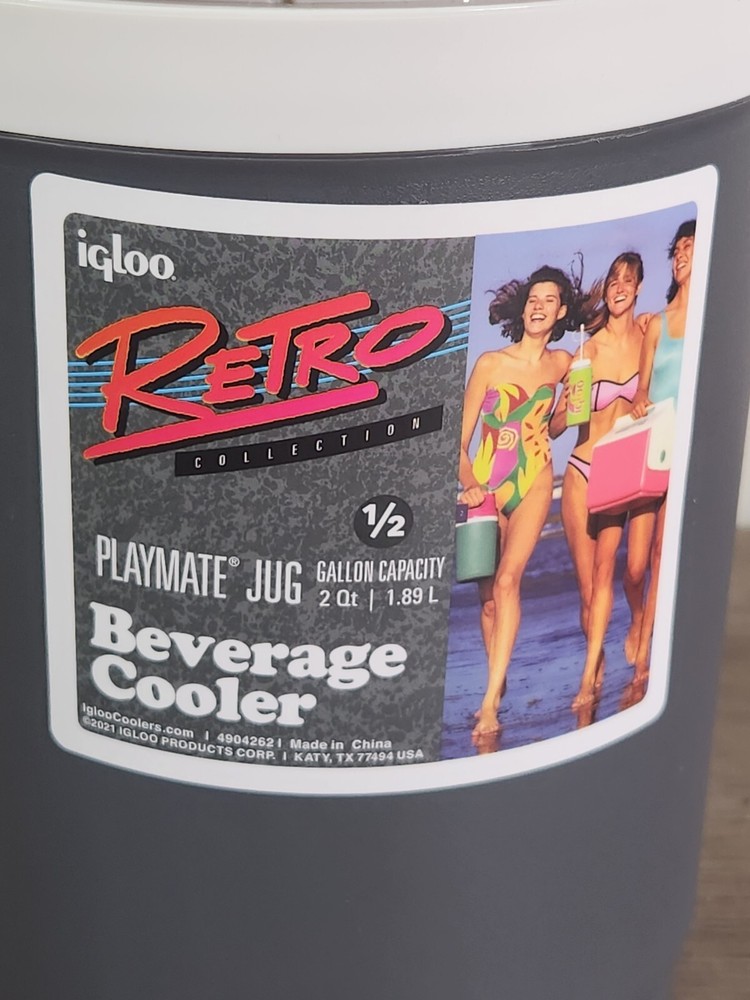 igloo.
RETRO
COLLECTION
1/2
PLAYMATE® JUG GALLON CAPACITY
2 Qt | 1.89 L
Beverage
Cooler
IglooCoolers.com | 4904262 | Made in China
©2021 IGLOO PRODUCTS CORP. | KATY, TX 77494 USA